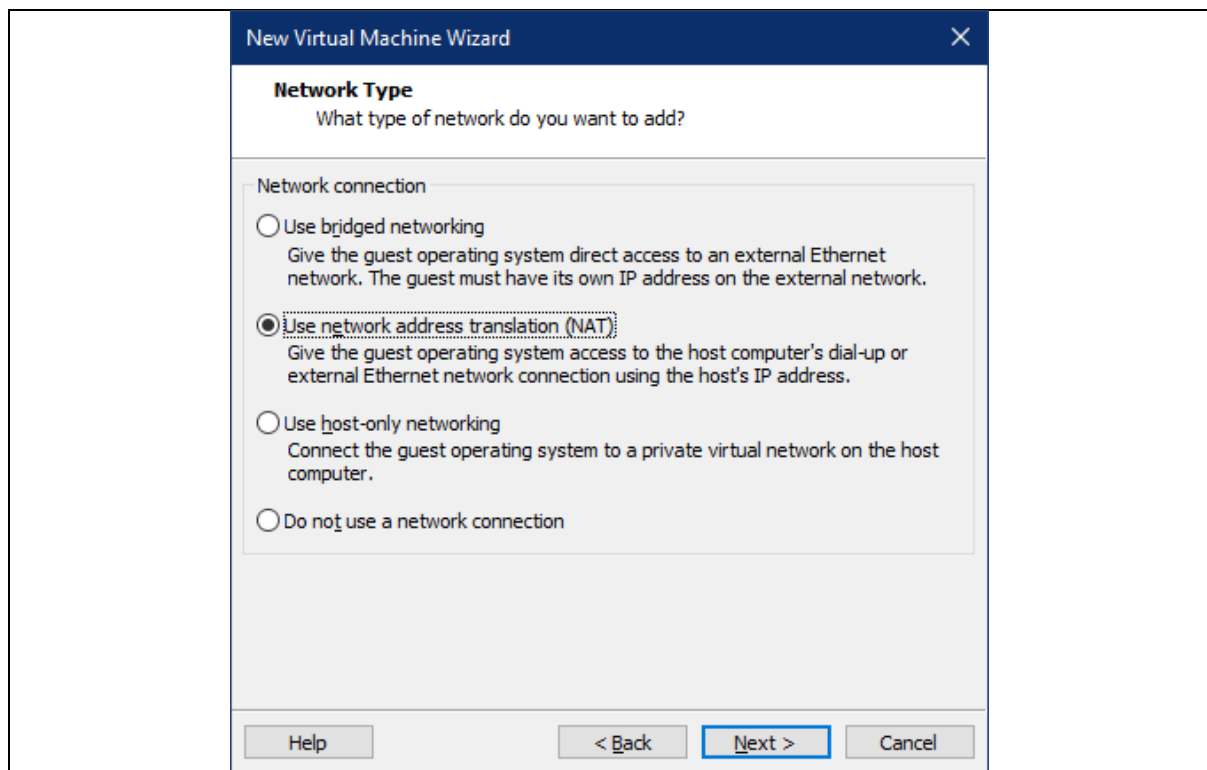 New Virtual Machine Wizard
Network Type
What type of network do you want to add?
Network connection
Use bridged networking
Give the guest operating system direct access to an external Ethernet
network. The guest must have its own IP address on the external network.
Use network address translation (NAT)
Give the guest operating system access to the host computer's dial-up or
external Ethernet network connection using the host's IP address.
Use host-only networking
Connect the guest operating system to a private virtual network on the host
computer.
Do not use a network connection
Help < Back Next > Cancel